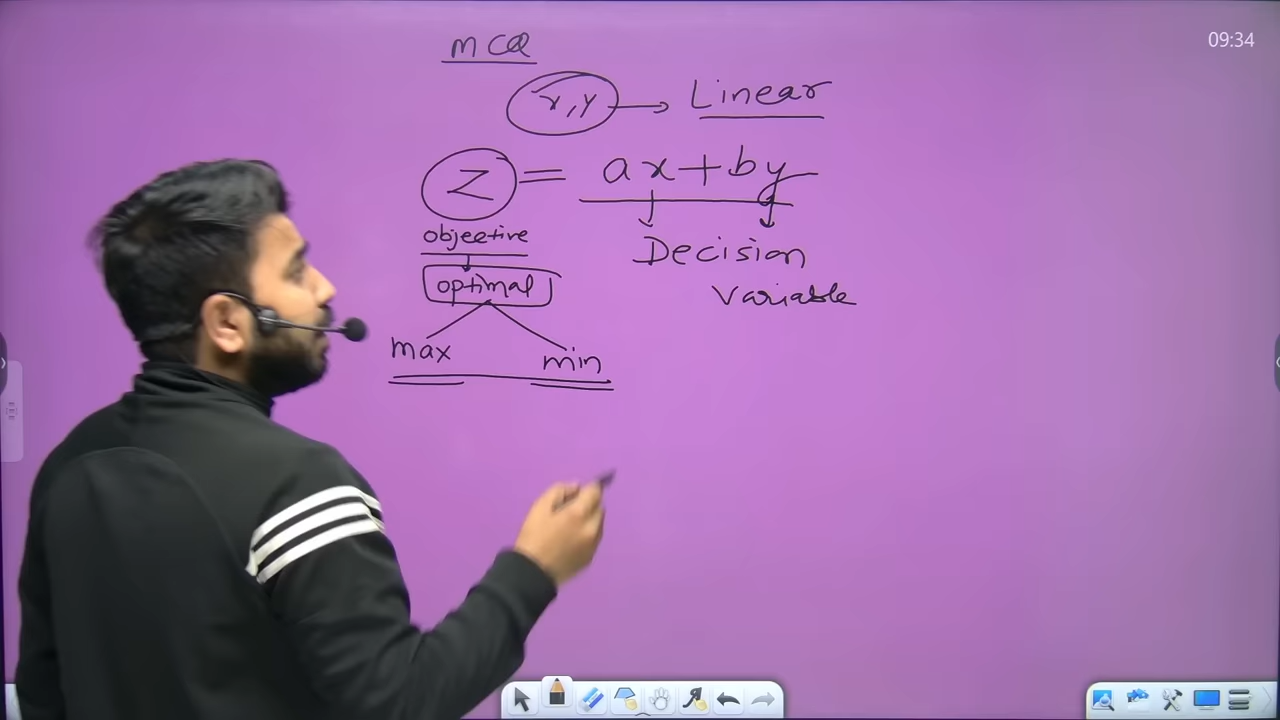 MCQ
09:34
x, y → Linear
Z = ax + by
objective
Decision
optimal
Variable
max
min